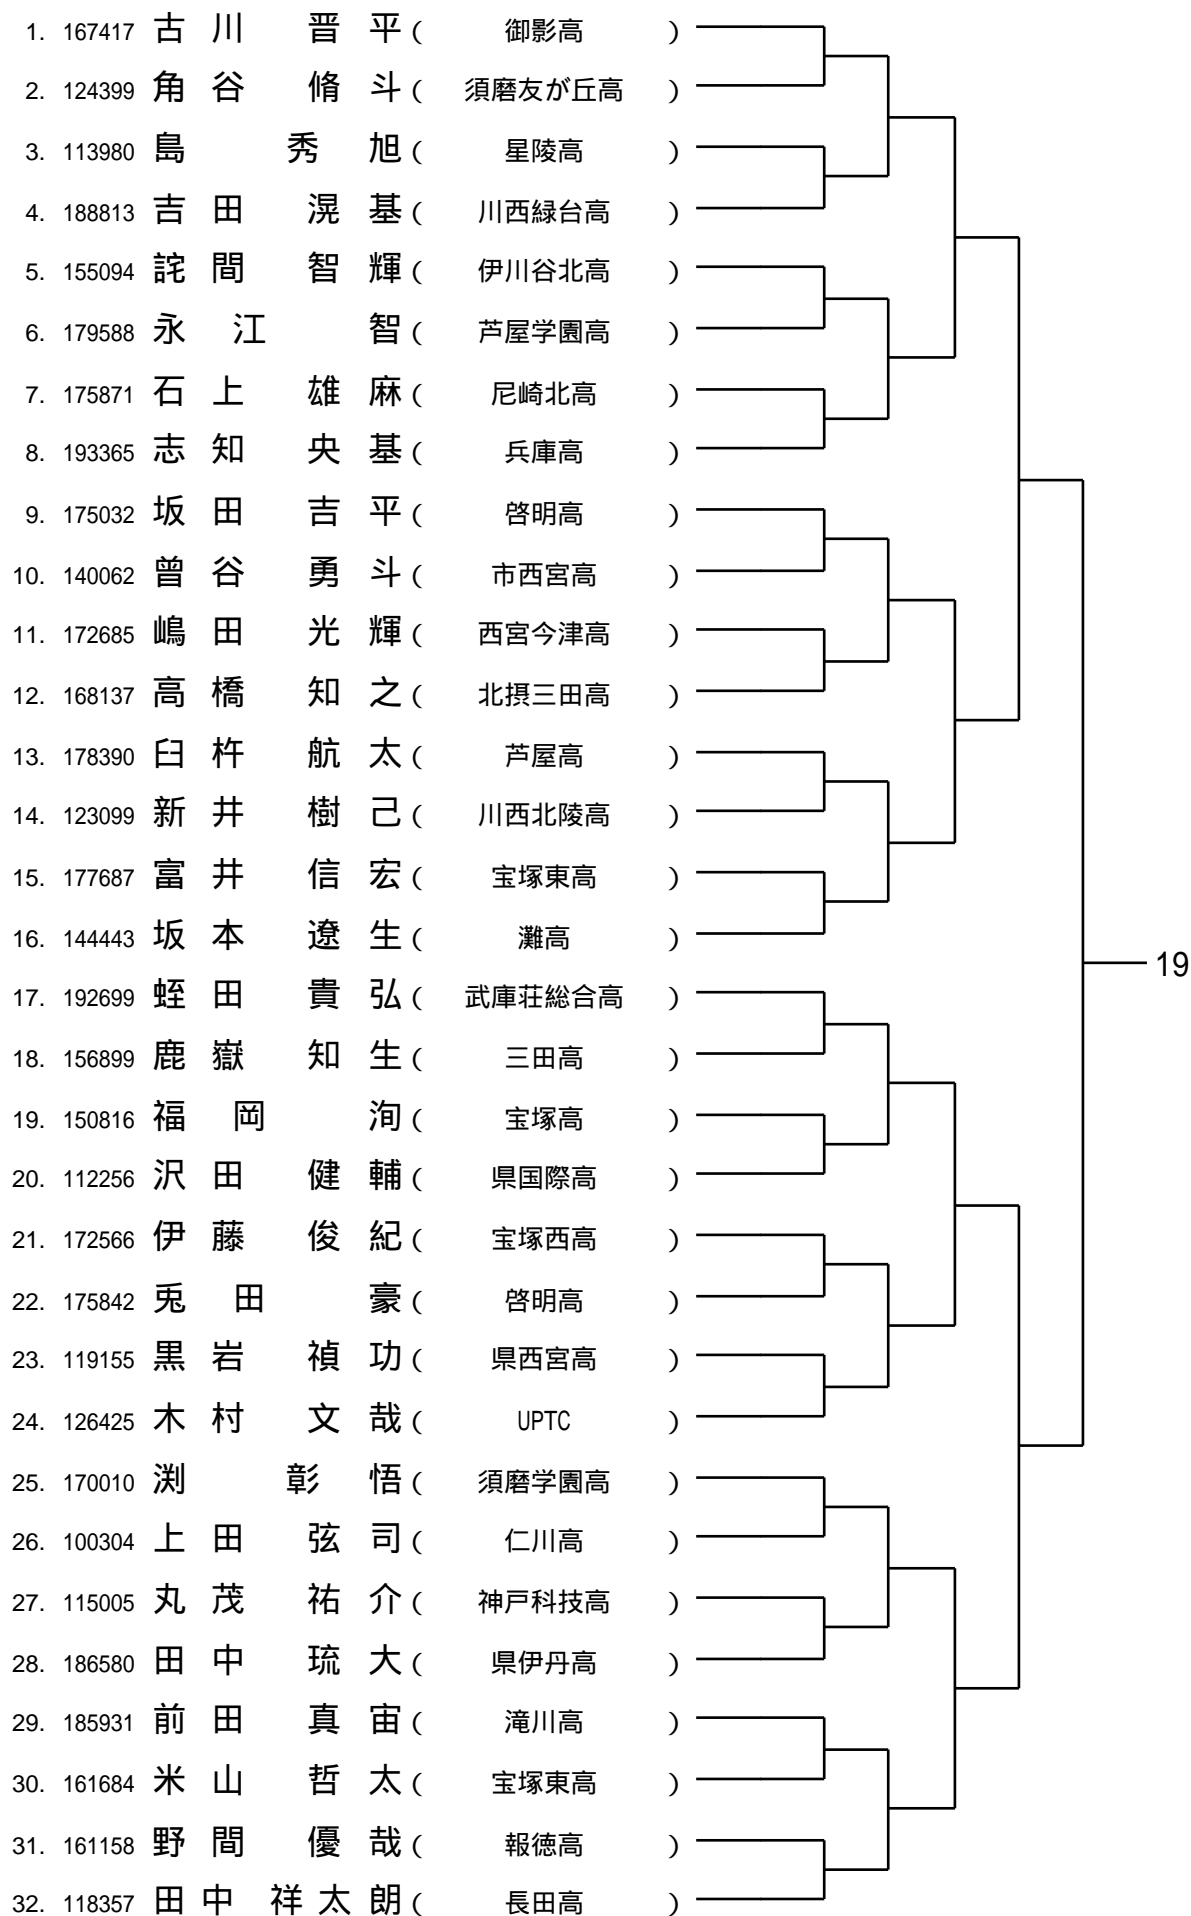 1. 167417 古川 晋平 ( 御影高 )
2. 124399 角谷 脩斗 ( 須磨友が丘高 )
3. 113980 島 秀旭 ( 星陵高 )
4. 188813 吉田 滉基 ( 川西緑台高 )
5. 155094 詫間 智輝 ( 伊川谷北高 )
6. 179588 永江 智 ( 芦屋学園高 )
7. 175871 石上 雄麻 ( 尼崎北高 )
8. 193365 志知 央基 ( 兵庫高 )
9. 175032 坂田 吉平 ( 啓明高 )
10. 140062 曽谷 勇斗 ( 市西宮高 )
11. 172685 嶋田 光輝 ( 西宮今津高 )
12. 168137 高橋 知之 ( 北摂三田高 )
13. 178390 臼杵 航太 ( 芦屋高 )
14. 123099 新井 樹己 ( 川西北陵高 )
15. 177687 富井 信宏 ( 宝塚東高 )
16. 144443 坂本 遼生 ( 灘高 )
19
17. 192699 蛭田 貴弘 ( 武庫荘総合高 )
18. 156899 鹿嶽 知生 ( 三田高 )
19. 150816 福岡 洵 ( 宝塚高 )
20. 112256 沢田 健輔 ( 県国際高 )
21. 172566 伊藤 俊紀 ( 宝塚西高 )
22. 175842 兎田 豪 ( 啓明高 )
23. 119155 黒岩 禎功 ( 県西宮高 )
24. 126425 木村 文哉 ( UPTC )
25. 170010 渕 彰悟 ( 須磨学園高 )
26. 100304 上田 弦司 ( 仁川高 )
27. 115005 丸茂 祐介 ( 神戸科技高 )
28. 186580 田中 琉大 ( 県伊丹高 )
29. 185931 前田 真宙 ( 滝川高 )
30. 161684 米山 哲太 ( 宝塚東高 )
31. 161158 野間 優哉 ( 報徳高 )
32. 118357 田中 祥太朗 ( 長田高 )